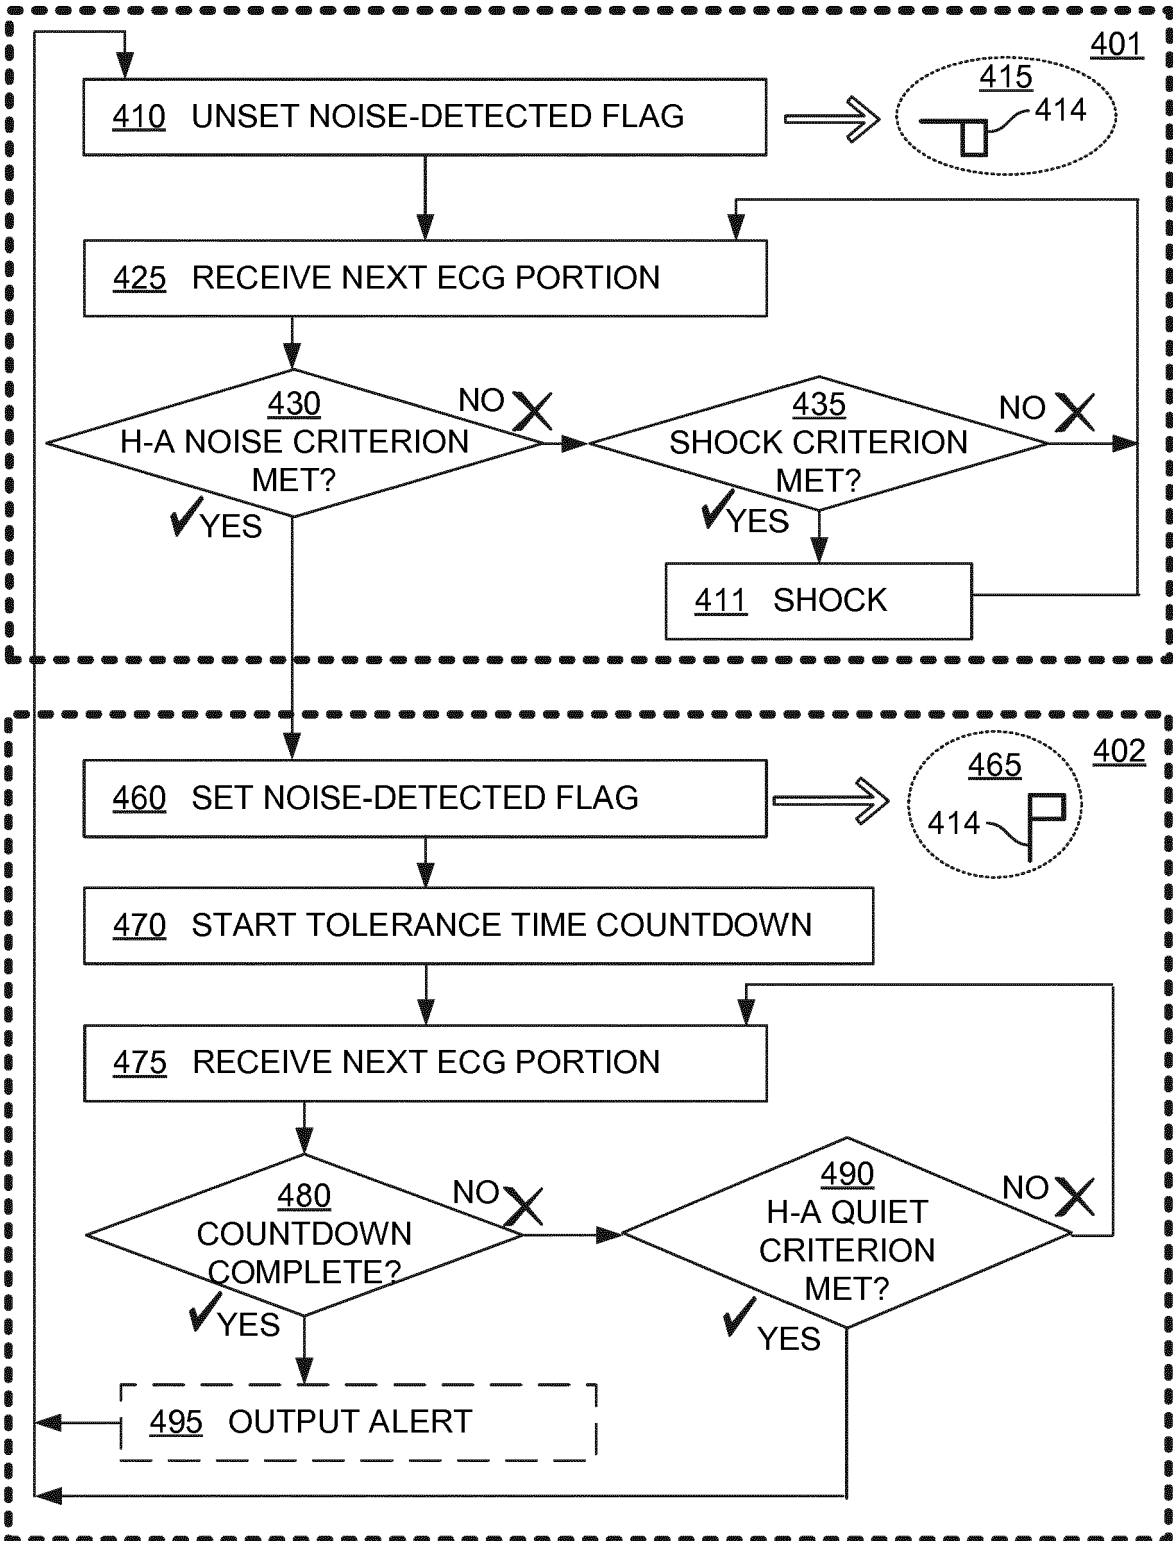 401
415
414
410 UNSET NOISE-DETECTED FLAG
425 RECEIVE NEXT ECG PORTION
430
H-A NOISE CRITERION
MET?
NO
YES
435
SHOCK CRITERION
MET?
NO
YES
411 SHOCK
402
465
414
460 SET NOISE-DETECTED FLAG
470 START TOLERANCE TIME COUNTDOWN
475 RECEIVE NEXT ECG PORTION
480
COUNTDOWN
COMPLETE?
NO
YES
490
H-A QUIET
CRITERION
MET?
NO
YES
495 OUTPUT ALERT